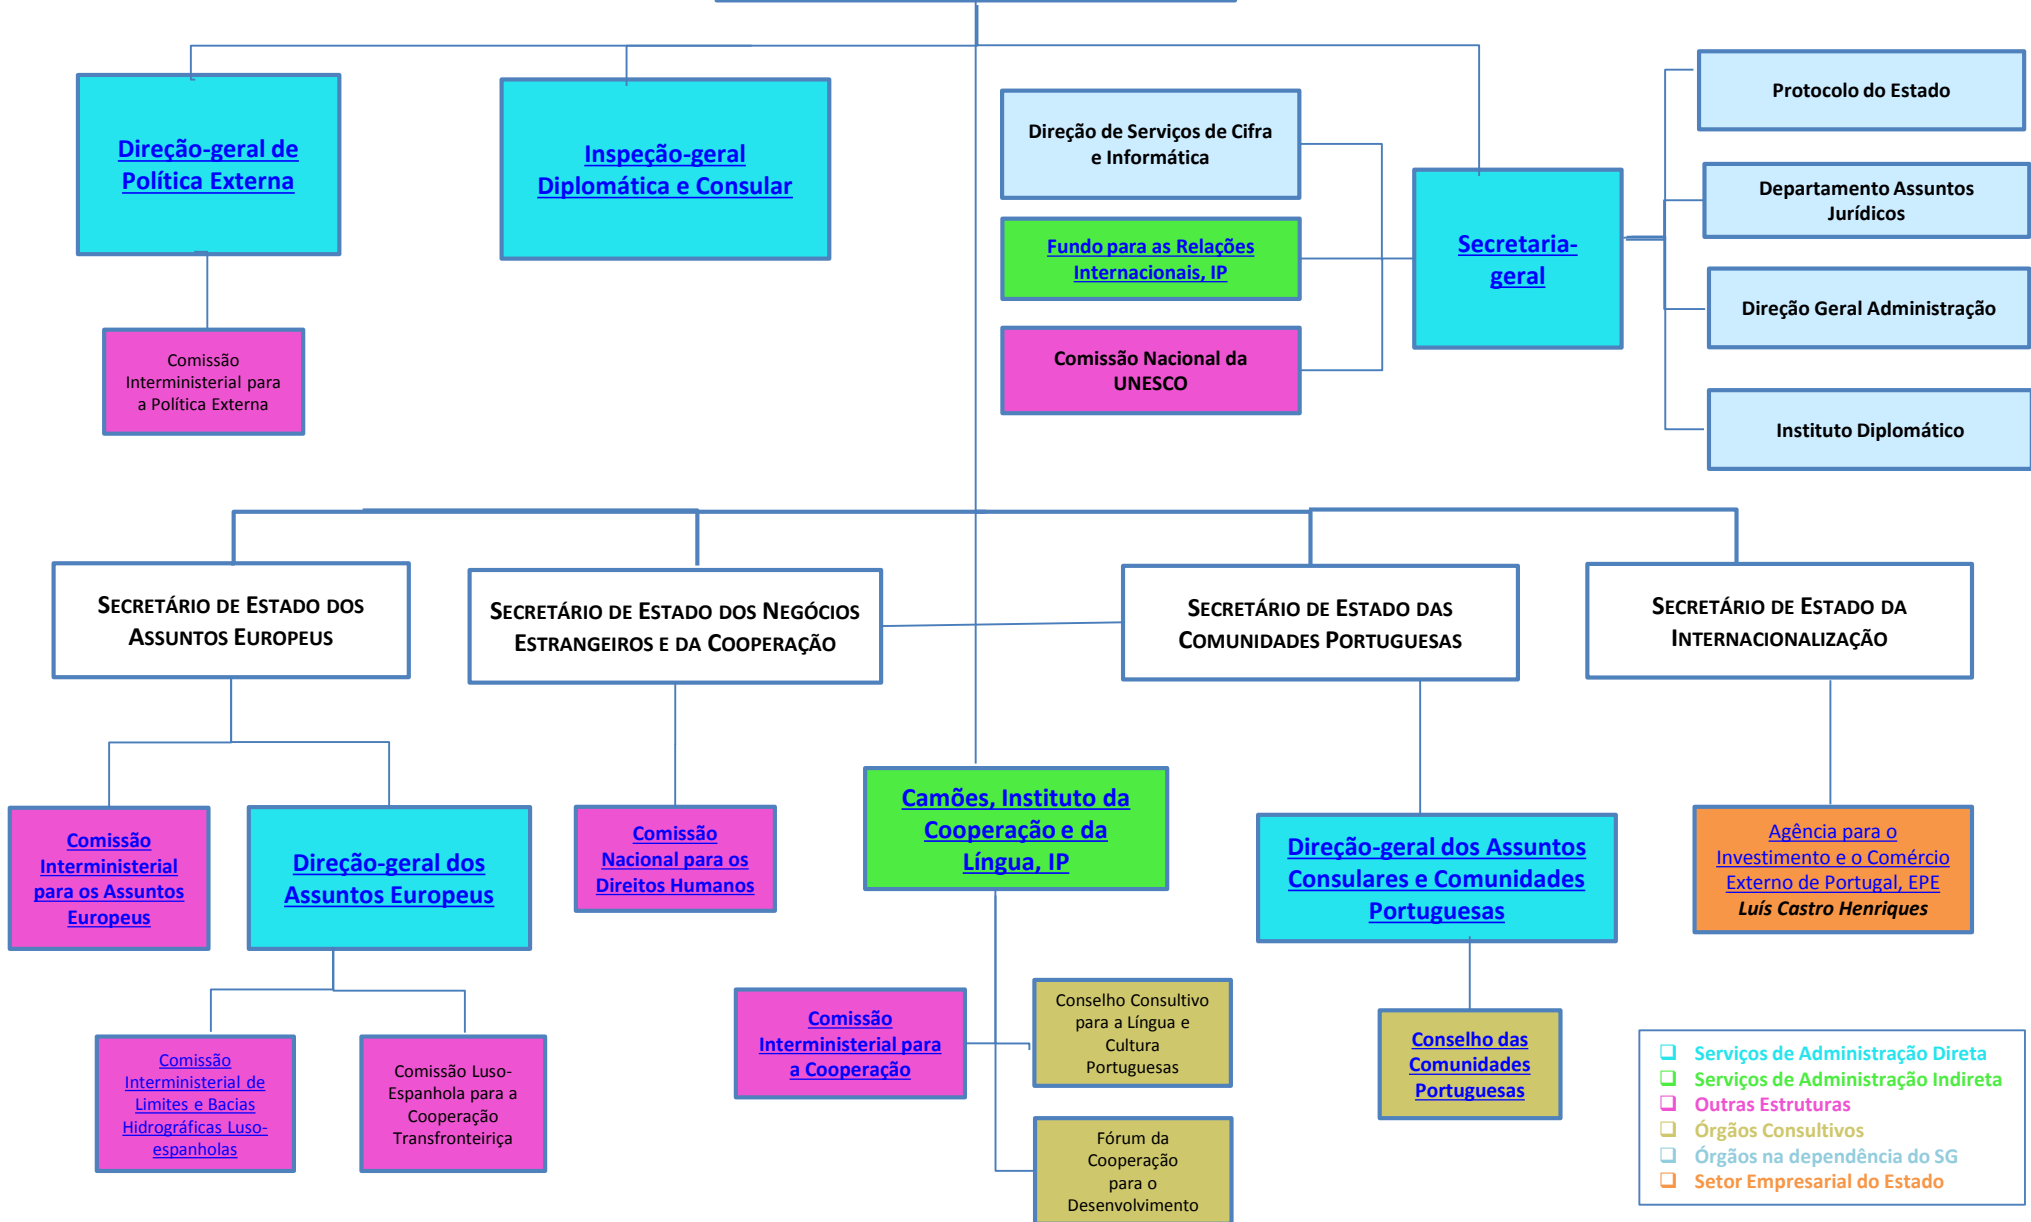 Direção-geral de
Política Externa
Inspeção-geral
Diplomática e Consular
Direção de Serviços de Cifra
e Informática
Fundo para as Relações
Internacionais, IP
Comissão Nacional da
UNESCO
Secretaria-
geral
Protocolo do Estado
Departamento Assuntos
Jurídicos
Direção Geral Administração
Instituto Diplomático
Comissão
Interministerial para
a Política Externa
SECRETÁRIO DE ESTADO DOS
ASSUNTOS EUROPEUS
SECRETÁRIO DE ESTADO DOS NEGÓCIOS
ESTRANGEIROS E DA COOPERAÇÃO
SECRETÁRIO DE ESTADO DAS
COMUNIDADES PORTUGUESAS
SECRETÁRIO DE ESTADO DA
INTERNACIONALIZAÇÃO
Comissão
Interministerial
para os Assuntos
Europeus
Direção-geral dos
Assuntos Europeus
Comissão
Nacional para os
Direitos Humanos
Camões, Instituto da
Cooperação e da
Língua, IP
Direção-geral dos Assuntos
Consulares e Comunidades
Portuguesas
Agência para o
Investimento e o Comércio
Externo de Portugal, EPE
Luís Castro Henriques
Comissão
Interministerial de
Limites e Bacias
Hidrográficas Luso-
espanholas
Comissão Luso-
Espanhola para a
Cooperação
Transfronteiriça
Comissão
Interministerial para
a Cooperação
Conselho Consultivo
para a Língua e
Cultura
Portuguesas
Fórum da
Cooperação
para o
Desenvolvimento
Conselho das
Comunidades
Portuguesas
Serviços de Administração Direta
Serviços de Administração Indireta
Outras Estruturas
Órgãos Consultivos
Órgãos na dependência do SG
Setor Empresarial do Estado